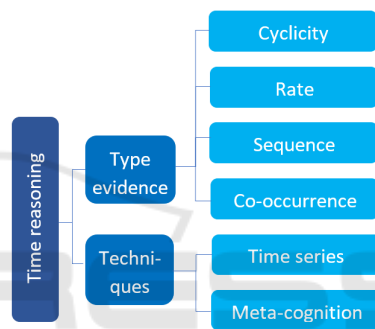 Time reasoning
Type
evidence
Techni-
ques
Cyclicity
Rate
Sequence
Co-occurrence
Time series
Meta-cognition